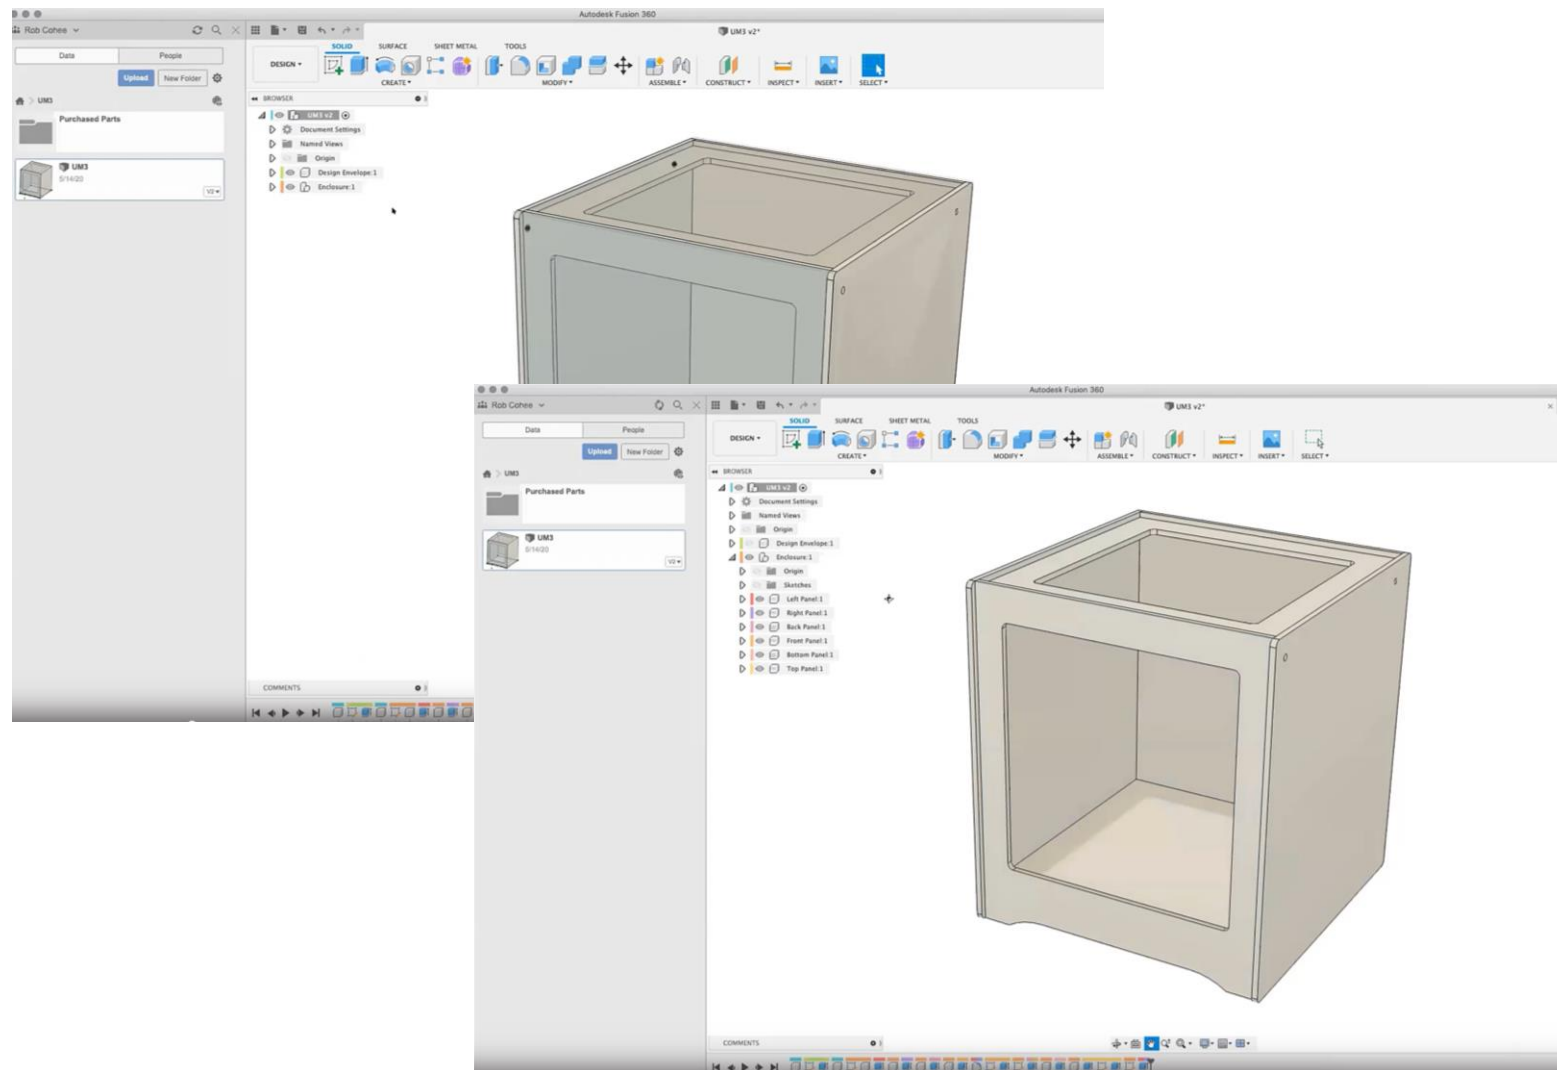 Autodesk Fusion 360
Rob Cohee
UM3 v2*
Data People
SOLID SURFACE SHEET METAL TOOLS
Upload New Folder
DESIGN
CREATE MODIFY ASSEMBLE CONSTRUCT INSPECT INSERT SELECT
UM3
BROWSER
Purchased Parts
UM3 v2
Document Settings
Named Views
Origin
UM3
Design Envelope:1
5/14/20
Enclosure:1
V2
COMMENTS
Autodesk Fusion 360
Rob Cohee
UM3 v2*
Data People
SOLID SURFACE SHEET METAL TOOLS
Upload New Folder
DESIGN
CREATE MODIFY ASSEMBLE CONSTRUCT INSPECT INSERT SELECT
UM3
BROWSER
Purchased Parts
UM3 v2
Document Settings
Named Views
Origin
UM3
Design Envelope:1
5/14/20
Enclosure:1
V2
Origin
Sketches
Left Panel:1
Right Panel:1
Back Panel:1
Front Panel:1
Bottom Panel:1
Top Panel:1
COMMENTS